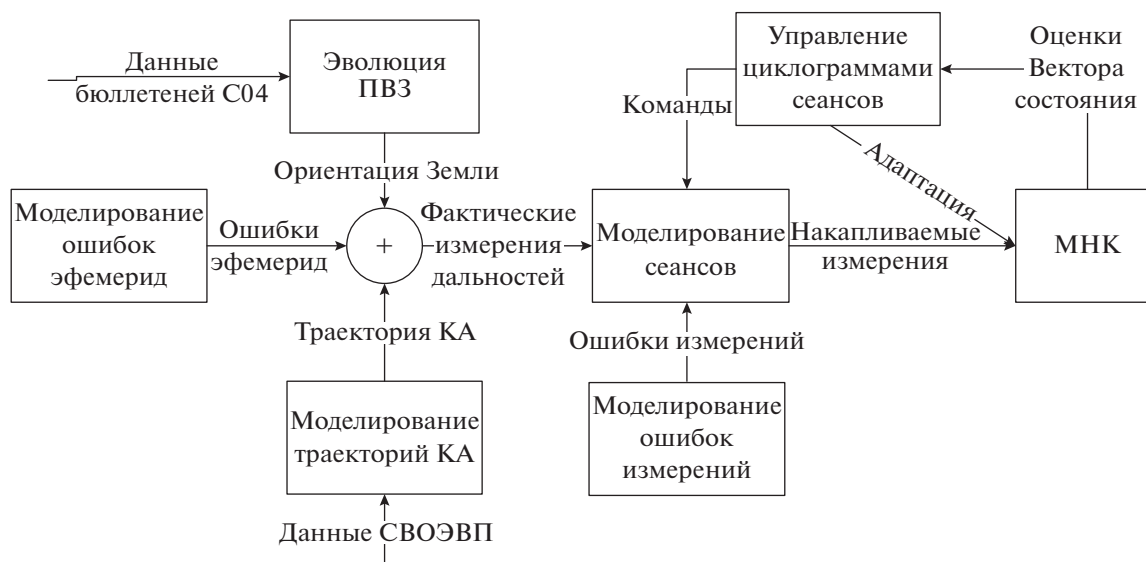 Данные
бюллетеней C04
Эволюция
ПВЗ
Управление
циклограммами
сеансов
Оценки
Вектора
состояния
Команды
Адаптация
Ориентация Земли
Моделирование
ошибок
эфемерид
Ошибки
эфемерид
+
Фактические
измерения
дальностей
Моделирование
сеансов
Накапливаемые
измерения
МНК
Траектория КА
Ошибки измерений
Моделирование
траекторий КА
Моделирование
ошибок
измерений
Данные СВОЭВП